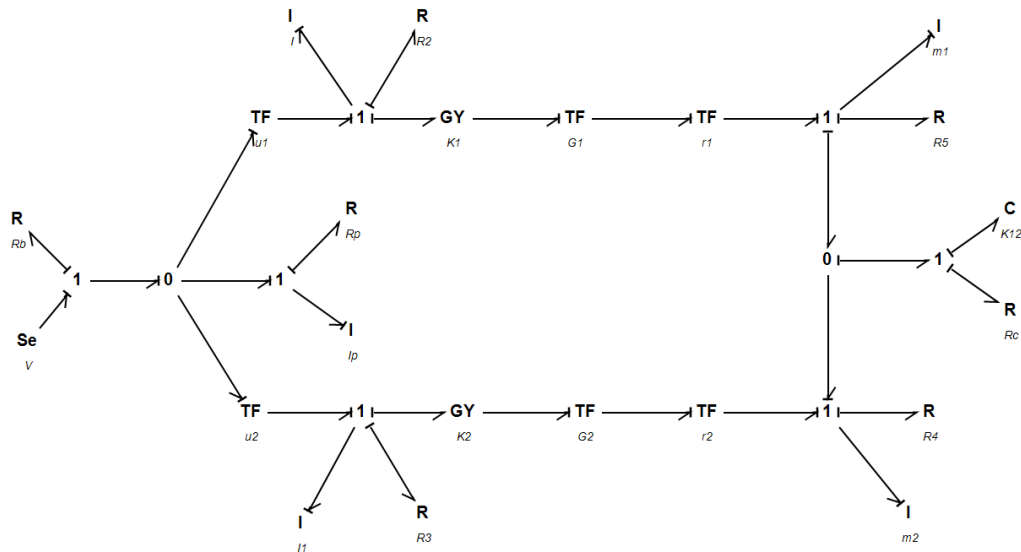 I R I
I R2 m1
TF 1 GY TF TF 1 R
u1 K1 G1 r1 R5
R R C
Rb Rp K12
1 0 1 0 1
Se I R
V Ip Rc
TF 1 GY TF TF 1 R
u2 K2 G2 r2 R4
I R I
I1 R3 m2